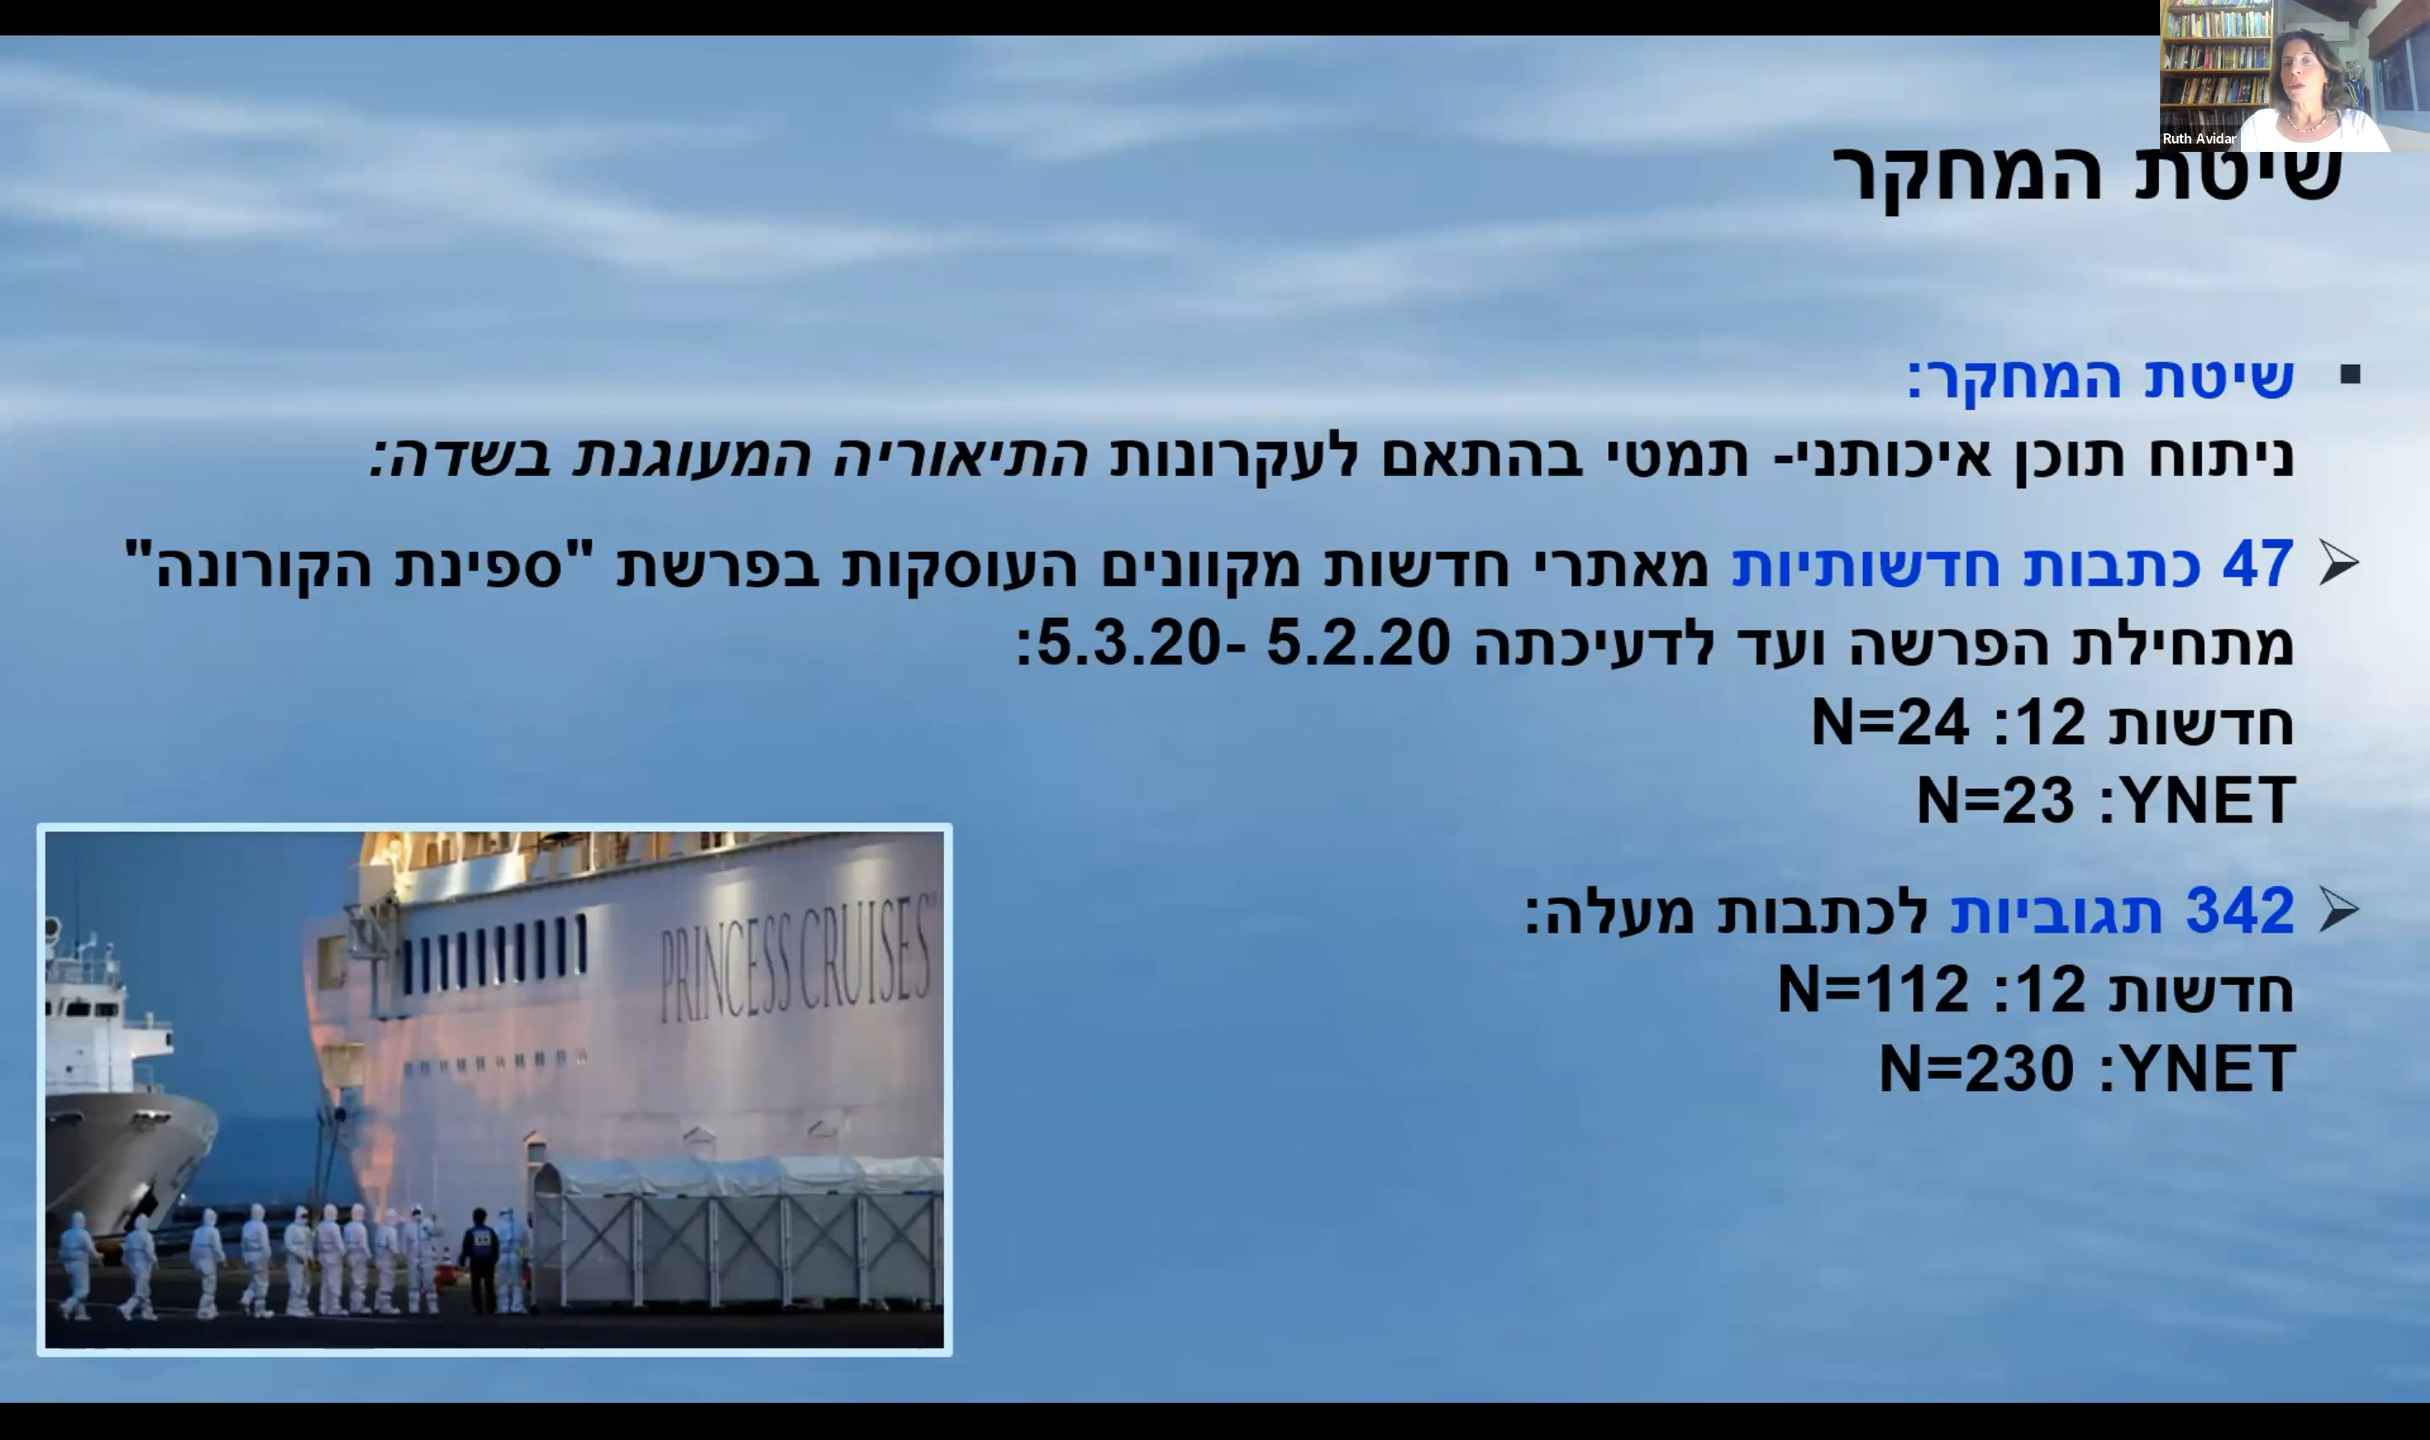 Ruth Avidar
שיטת המחקר
שיטת המחקר:
ניתוח תוכן איכותני- תמטי בהתאם לעקרונות התיאוריה המעוגנת בשדה:
47 כתבות חדשותיות מאתרי חדשות מקוונים העוסקות בפרשת "ספינת הקורונה"
מתחילת הפרשה ועד לדעיכתה 5.2.20 -5.3.20:
חדשות 12: N=24
YNET: N=23
342 תגוביות לכתבות מעלה:
חדשות 12: N=112
YNET: N=230
PRINCESS CRUISES